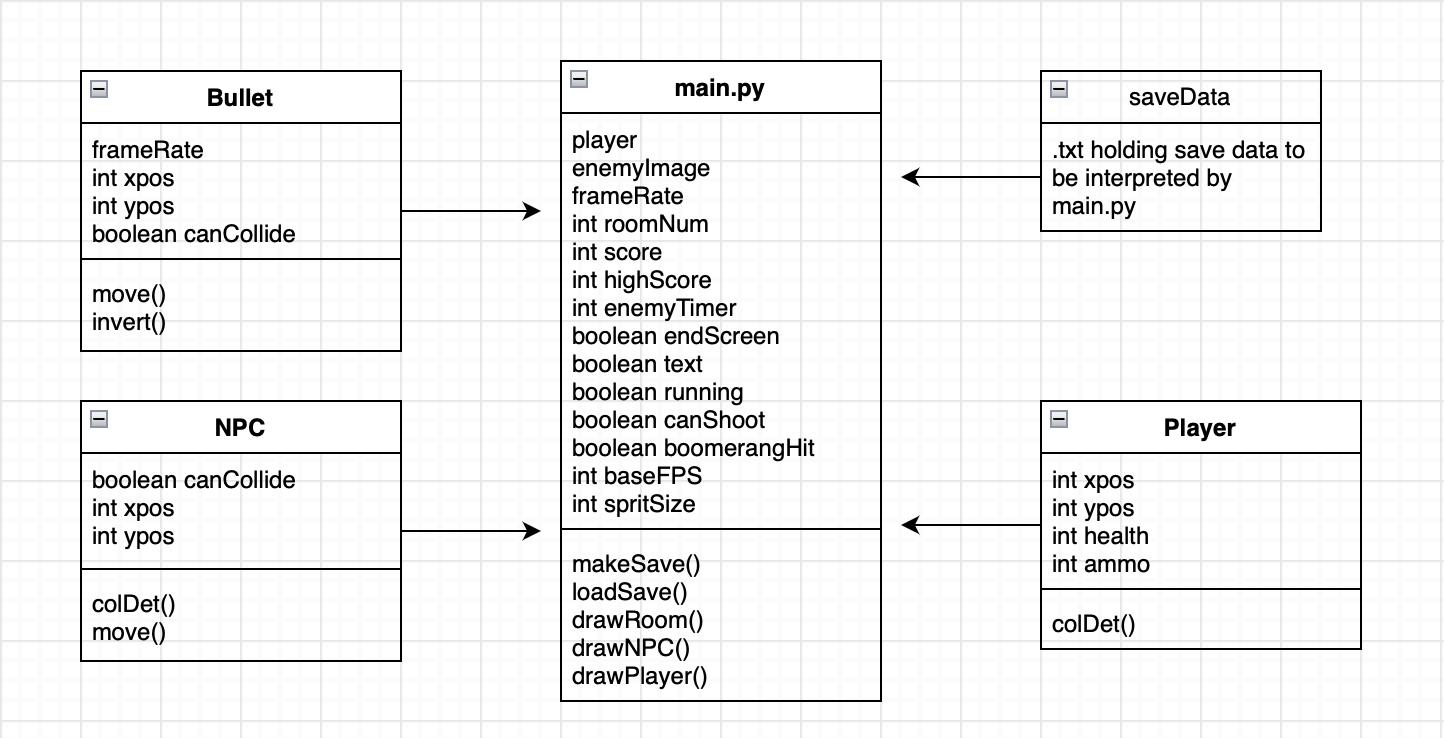 Bullet
frameRate
int xpos
int ypos
boolean canCollide
move()
invert()
NPC
boolean canCollide
int xpos
int ypos
colDet()
move()
main.py
player
enemyImage
frameRate
int roomNum
int score
int highScore
int enemyTimer
boolean endScreen
boolean text
boolean running
boolean canShoot
boolean boomerangHit
int baseFPS
int spritSize
makeSave()
loadSave()
drawRoom()
drawNPC()
drawPlayer()
saveData
.txt holding save data to
be interpreted by
main.py
Player
int xpos
int ypos
int health
int ammo
colDet()